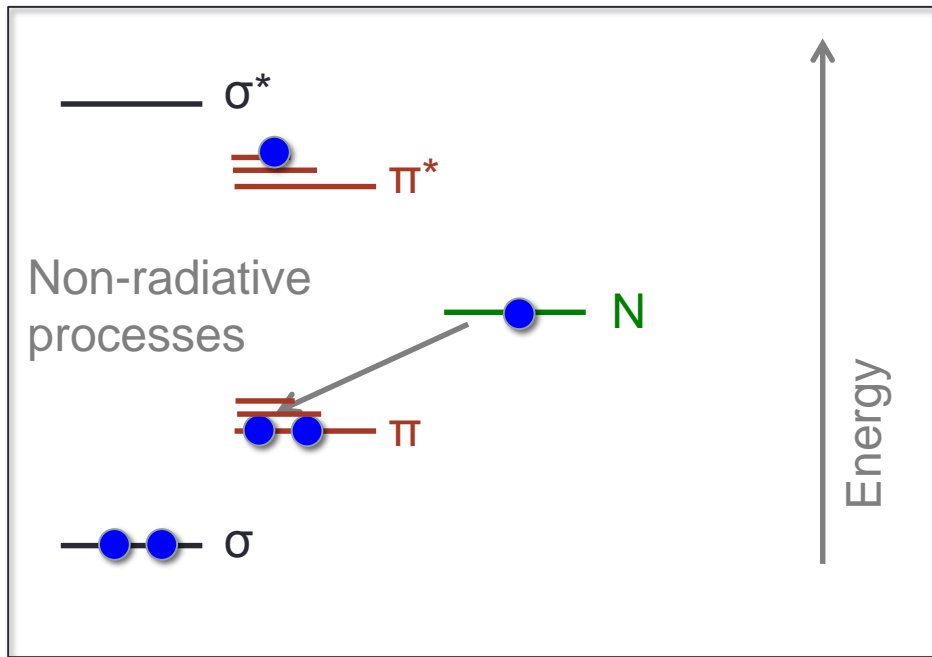 σ*
π*
Non-radiative
processes
N
π
σ
Energy